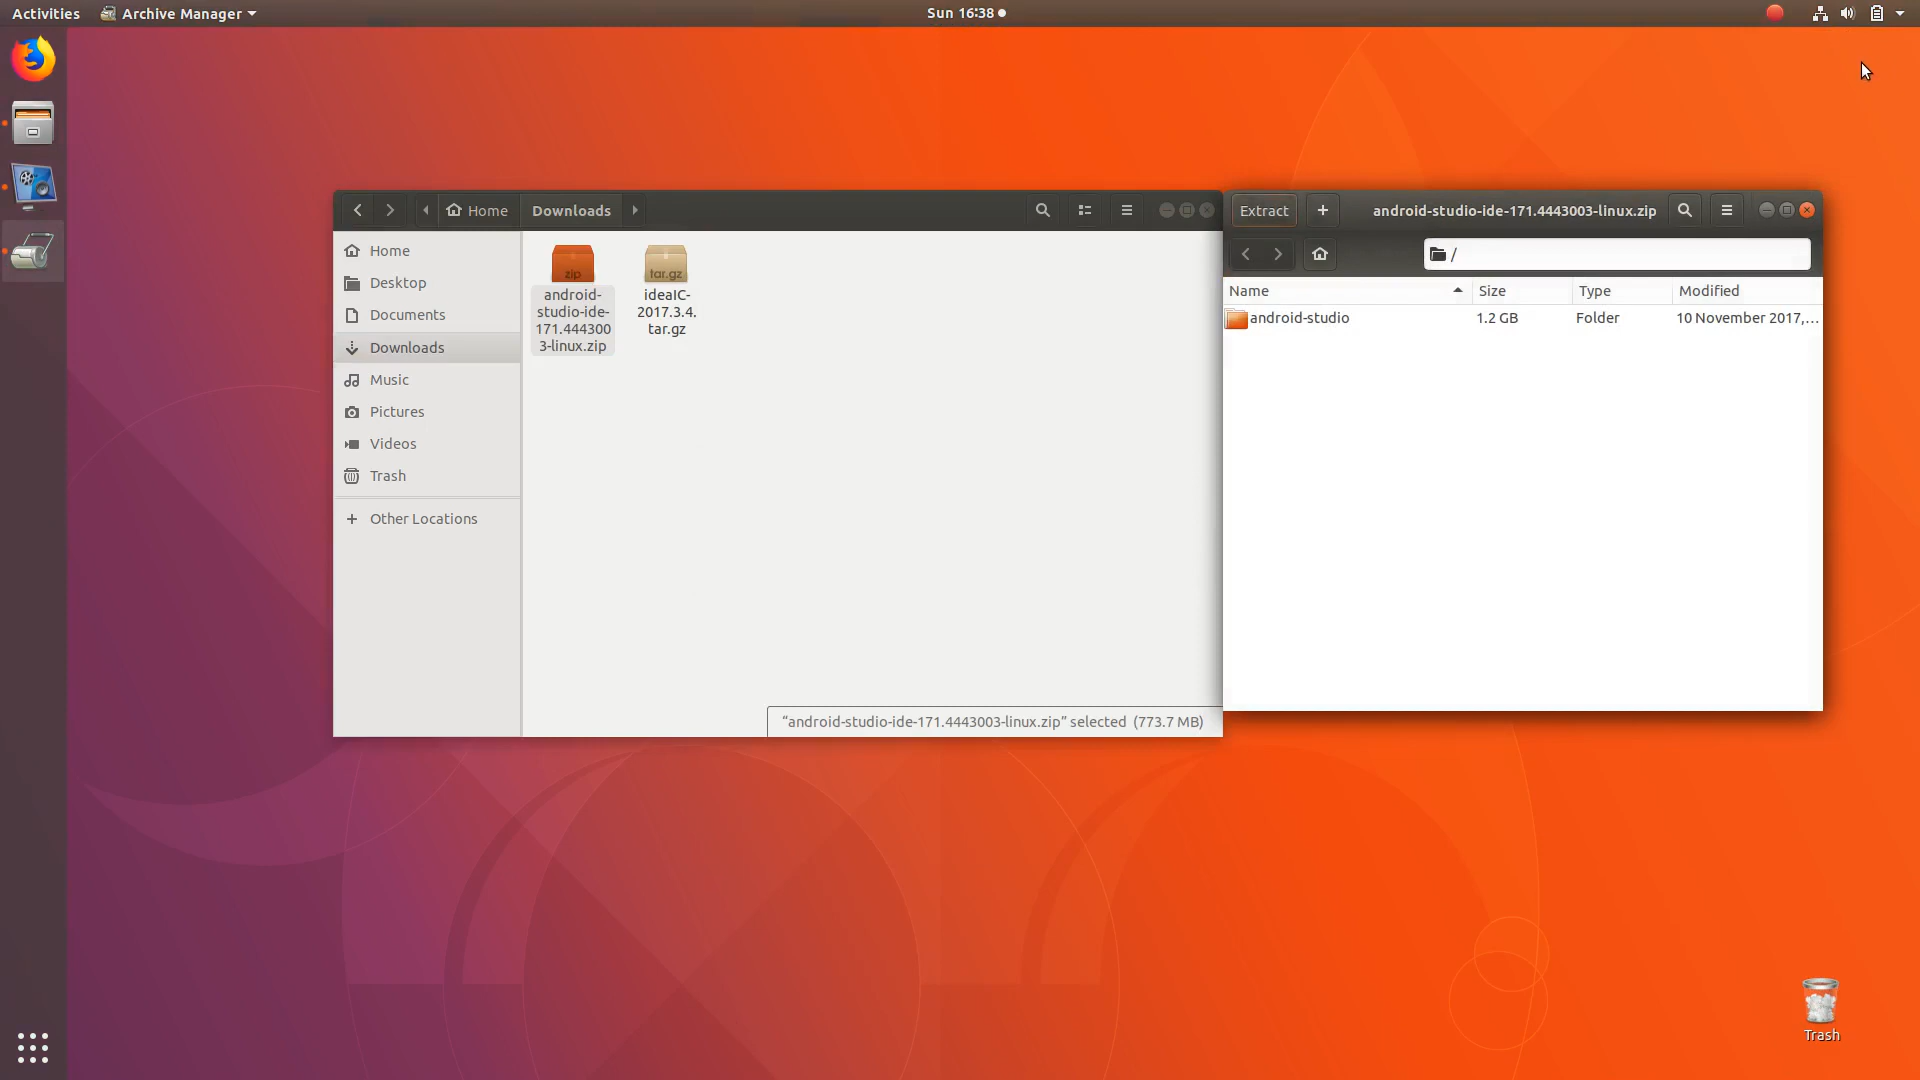 Activities
Archive Manager
Sun 16:38
Home
Downloads
Extract
+
android-studio-ide-171.4443003-linux.zip
Home
Desktop
Documents
Downloads
Music
Pictures
Videos
Trash
+ Other Locations
zip
android-
studio-ide-
171.444300
3-linux.zip
tar.gz
ideaIC-
2017.3.4.
tar.gz
"android-studio-ide-171.4443003-linux.zip" selected (773.7 MB)
/
Name Size Type Modified
android-studio 1.2 GB Folder 10 November 2017,...
Trash